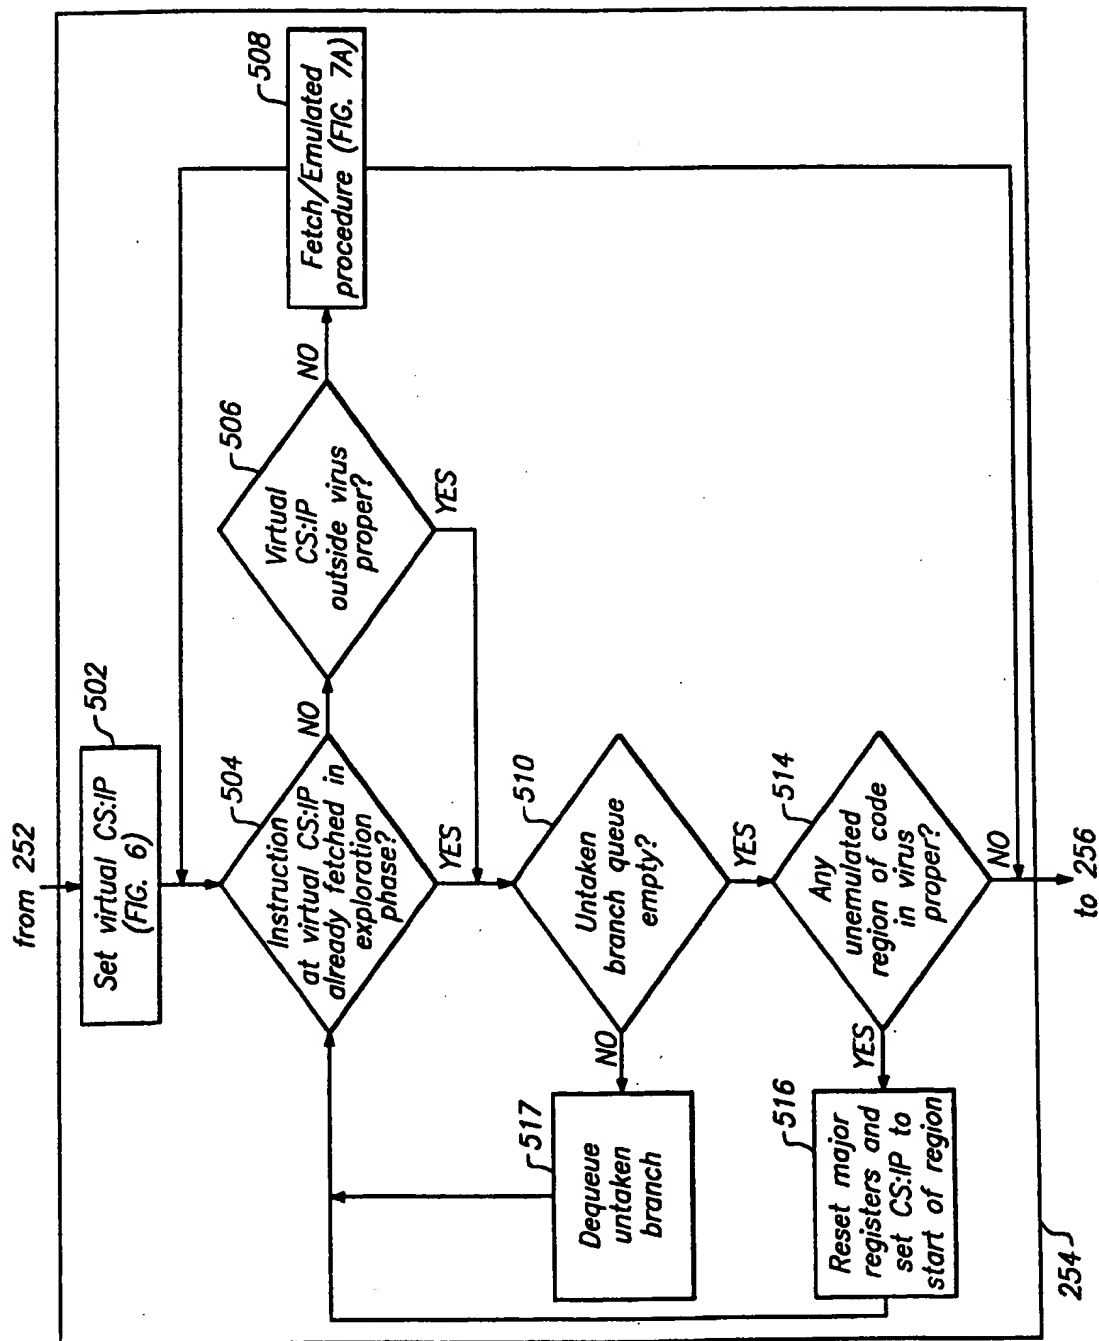 from 252
502
Set virtual CS:IP
(FIG. 6)
504
Instruction
at virtual CS:IP
already fetched in
exploration
phase?
NO
YES
506
Virtual
CS:IP
outside virus
proper?
NO
YES
508
Fetch/Emulated
procedure (FIG. 7A)
510
Untaken
branch queue
empty?
NO
YES
517
Dequeue
untaken
branch
514
Any
unemulated
region of code
in virus
proper?
YES
NO
516
Reset major
registers and
set CS:IP to
start of region
254
to 256